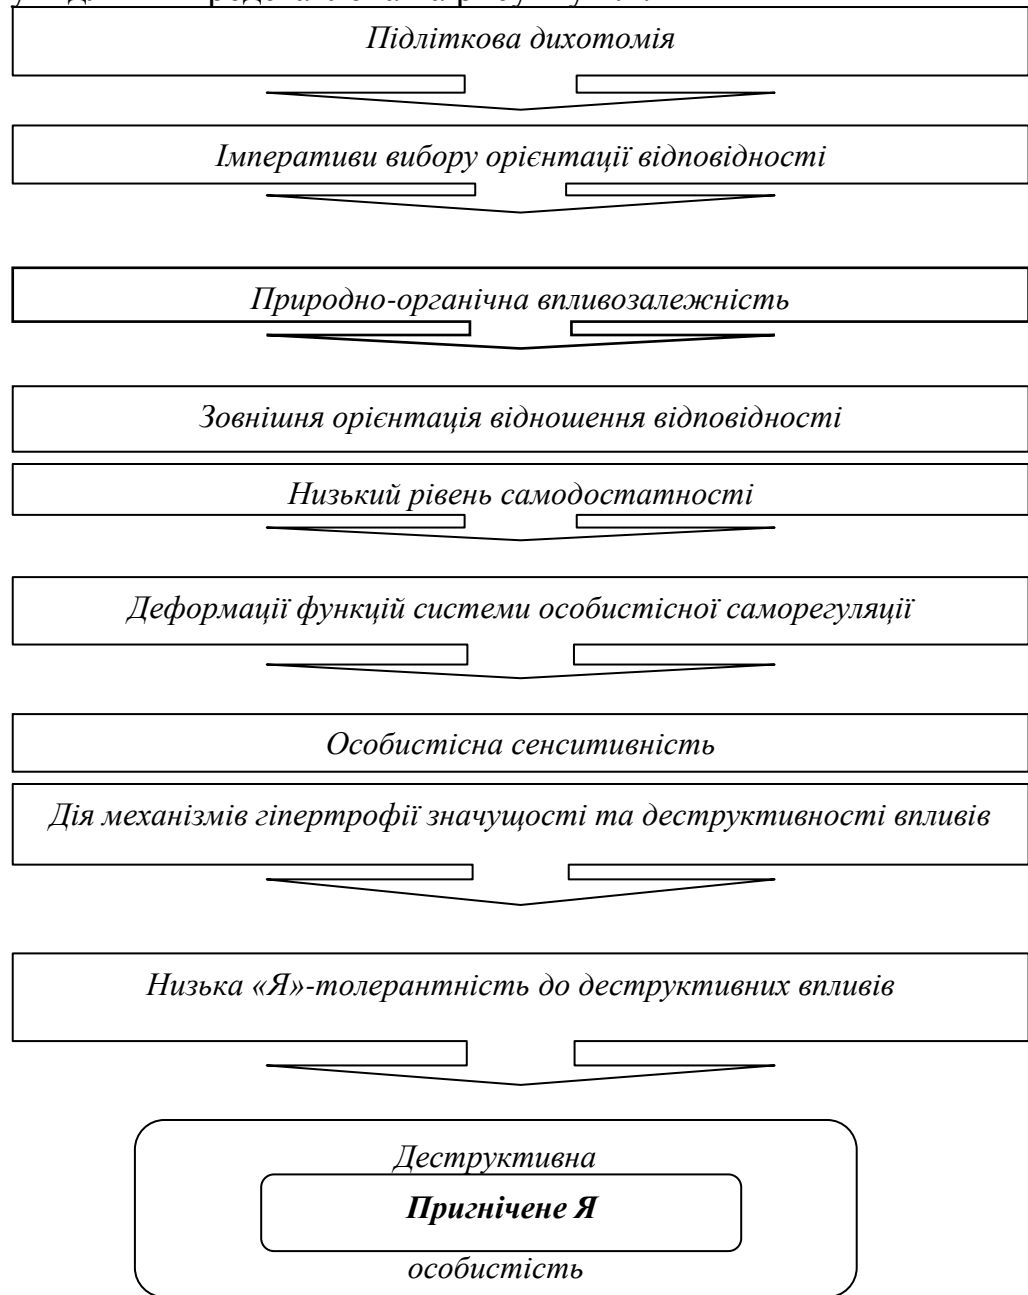 Підліткова дихотомія
Імперативи вибору орієнтації відповідності
Природно-органічна впливозалежність
Зовнішня орієнтація відношення відповідності
Низький рівень самодостатності
Деформації функцій системи особистісної саморегуляції
Особистісна сенситивність
Дія механізмів гіпертрофії значущості та деструктивності впливів
Низька «Я»-толерантність до деструктивних впливів
Деструктивна
Пригнічене Я
особистість